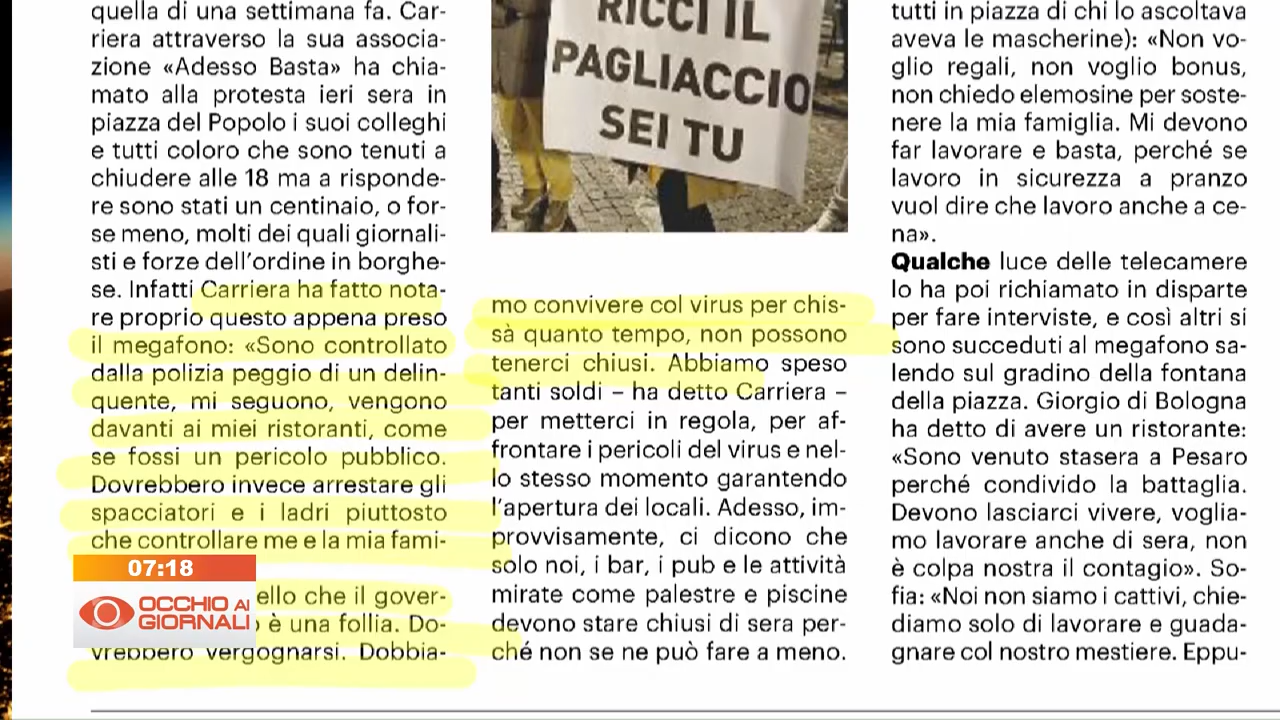 quella di una settimana fa. Car-
riera attraverso la sua associa-
zione «Adesso Basta» ha chia-
mato alla protesta ieri sera in
piazza del Popolo i suoi colleghi
e tutti coloro che sono tenuti a
chiudere alle 18 ma a risponde-
re sono stati un centinaio, o for-
se meno, molti dei quali giornali-
sti e forze dell'ordine in borghe-
se. Infatti Carriera ha fatto nota-
re proprio questo appena preso
il megafono: «Sono controllato
dalla polizia peggio di un delin-
quente, mi seguono, vengono
davanti ai miei ristoranti, come
se fossi un pericolo pubblico.
Dovrebbero invece arrestare gli
spacciatori e i ladri piuttosto
che controllare me e la mia fami-
ello che il gover-
è una follia. Do-
vrebbero vergognarsi. Dobbia-
07:18
OCCHIO AI
GIORNALI
RICCI IL
PAGLIACCIO
SEI TU
mo convivere col virus per chis-
sà quanto tempo, non possono
tenerci chiusi. Abbiamo speso
tanti soldi – ha detto Carriera –
per metterci in regola, per af-
frontare i pericoli del virus e nel-
lo stesso momento garantendo
l'apertura dei locali. Adesso, im-
provvisamente, ci dicono che
solo noi, i bar, i pub e le attività
mirate come palestre e piscine
devono stare chiusi di sera per-
ché non se ne può fare a meno.
tutti in piazza di chi lo ascoltava
aveva le mascherine): «Non vo-
glio regali, non voglio bonus,
non chiedo elemosine per soste-
nere la mia famiglia. Mi devono
far lavorare e basta, perché se
lavoro in sicurezza a pranzo
vuol dire che lavoro anche a ce-
na».
Qualche luce delle telecamere
lo ha poi richiamato in disparte
per fare interviste, e così altri si
sono succeduti al megafono sa-
lendo sul gradino della fontana
della piazza. Giorgio di Bologna
ha detto di avere un ristorante:
«Sono venuto stasera a Pesaro
perché condivido la battaglia.
Devono lasciarci vivere, voglia-
mo lavorare anche di sera, non
è colpa nostra il contagio». So-
fia: «Noi non siamo i cattivi, chie-
diamo solo di lavorare e guada-
gnare col nostro mestiere. Eppu-